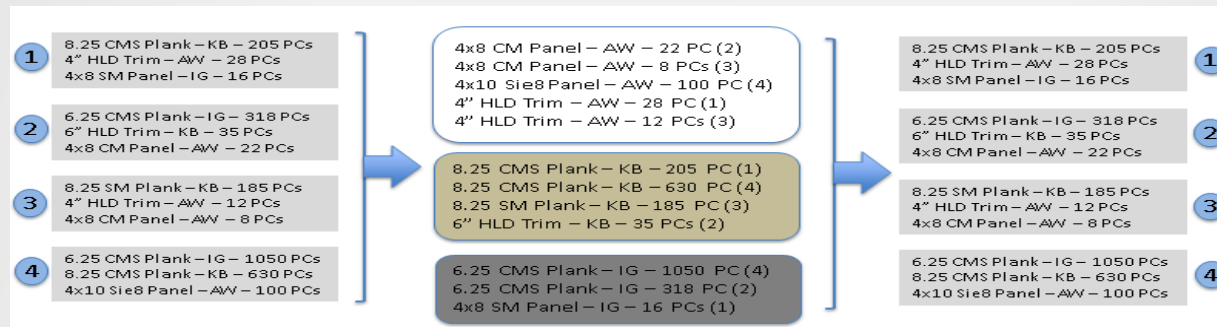 1
8.25 CMS Plank – KB – 205 PCs
4" HLD Trim – AW – 28 PCs
4x8 SM Panel – IG – 16 PCs
2
6.25 CMS Plank – IG – 318 PCs
6" HLD Trim – KB – 35 PCs
4x8 CM Panel – AW – 22 PCs
3
8.25 SM Plank – KB – 185 PCs
4" HLD Trim – AW – 12 PCs
4x8 CM Panel – AW – 8 PCs
4
6.25 CMS Plank – IG – 1050 PCs
8.25 CMS Plank – KB – 630 PCs
4x10 Sie8 Panel – AW – 100 PCs
4x8 CM Panel – AW – 22 PC (2)
4x8 CM Panel – AW – 8 PCs (3)
4x10 Sie8 Panel – AW – 100 PC (4)
4" HLD Trim – AW – 28 PC (1)
4" HLD Trim – AW – 12 PCs (3)
8.25 CMS Plank – KB – 205 PC (1)
8.25 CMS Plank – KB – 630 PC (4)
8.25 SM Plank – KB – 185 PC (3)
6" HLD Trim – KB – 35 PCs (2)
6.25 CMS Plank – IG – 1050 PC (4)
6.25 CMS Plank – IG – 318 PC (2)
4x8 SM Panel – IG – 16 PCs (1)
8.25 CMS Plank – KB – 205 PCs
4" HLD Trim – AW – 28 PCs
4x8 SM Panel – IG – 16 PCs
1
6.25 CMS Plank – IG – 318 PCs
6" HLD Trim – KB – 35 PCs
4x8 CM Panel – AW – 22 PCs
2
8.25 SM Plank – KB – 185 PCs
4" HLD Trim – AW – 12 PCs
4x8 CM Panel – AW – 8 PCs
3
6.25 CMS Plank – IG – 1050 PCs
8.25 CMS Plank – KB – 630 PCs
4x10 Sie8 Panel – AW – 100 PCs
4